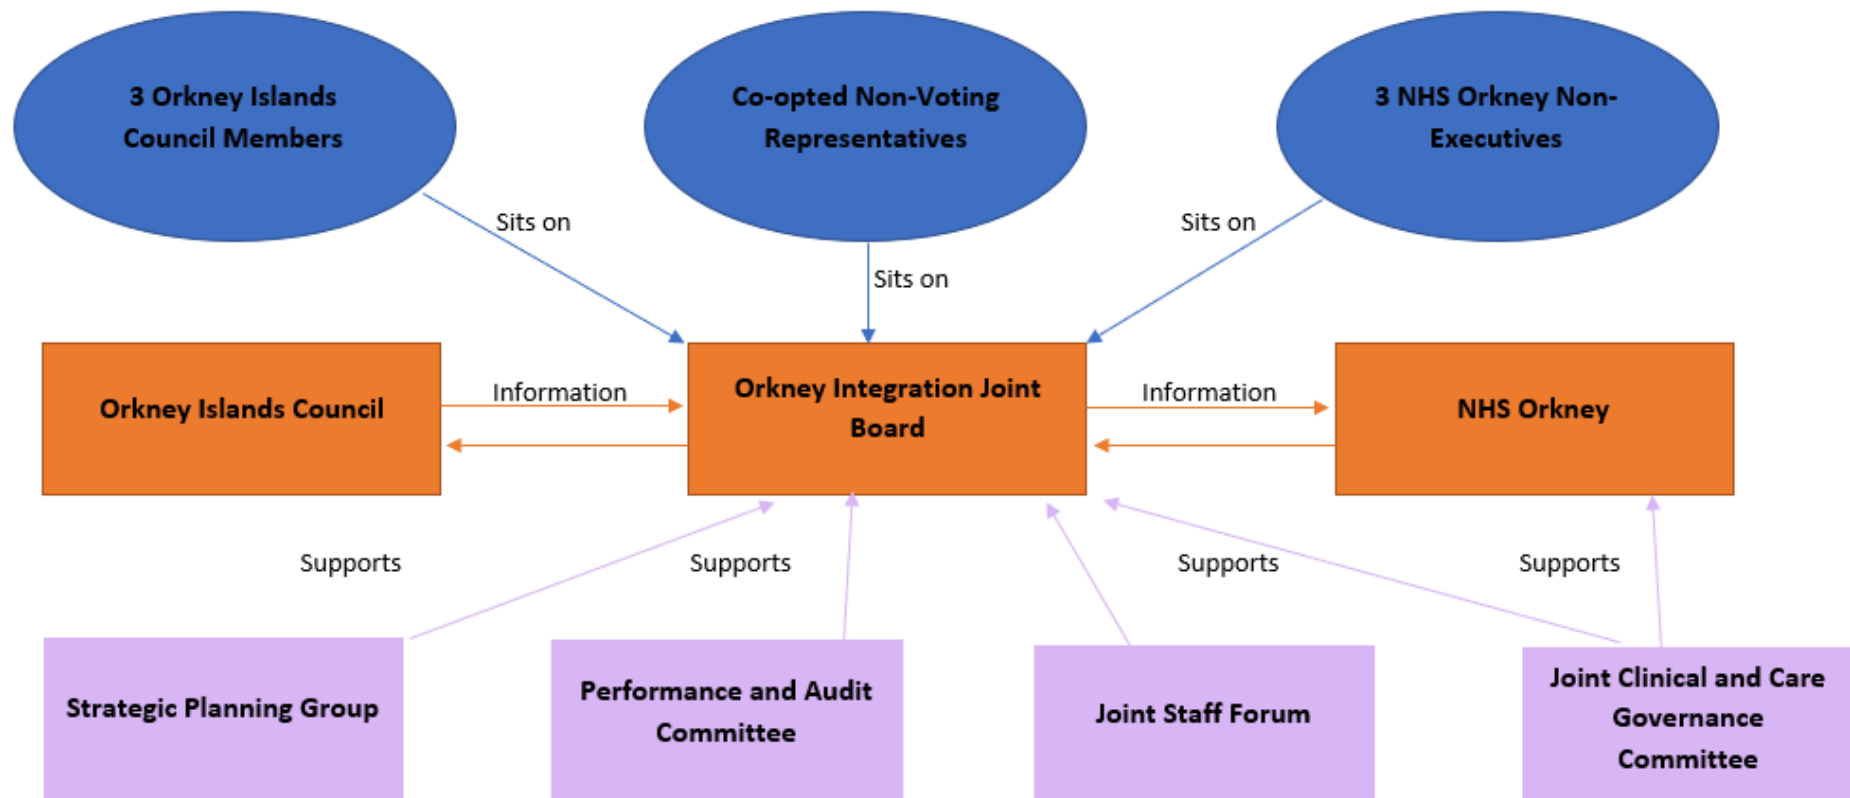 3 Orkney Islands
Council Members
Co-opted Non-Voting
Representatives
3 NHS Orkney Non-
Executives
Sits on
Sits on
Sits on
Orkney Islands Council
Information
Orkney Integration Joint
Board
Information
NHS Orkney
Supports
Supports
Supports
Supports
Strategic Planning Group
Performance and Audit
Committee
Joint Staff Forum
Joint Clinical and Care
Governance
Committee